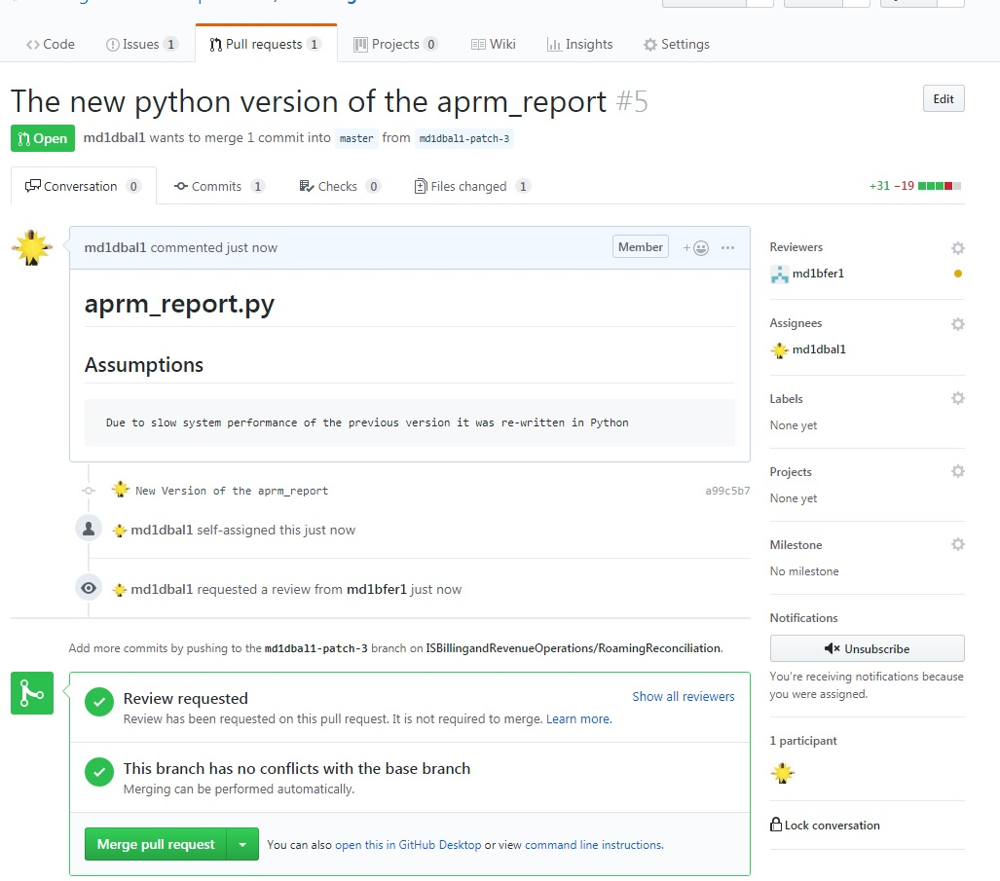 Code Issues 1 Pull requests 1 Projects 0 Wiki Insights Settings
The new python version of the aprm_report #5
Edit
Open md1dbal1 wants to merge 1 commit into master from md1dbal1-patch-3
Conversation 0 Commits 1 Checks 0 Files changed 1
+31 −19
md1dbal1 commented just now
Member
aprm_report.py
Assumptions
Due to slow system performance of the previous version it was re-written in Python
New Version of the aprm_report a99c5b7
md1dbal1 self-assigned this just now
md1dbal1 requested a review from md1bfer1 just now
Add more commits by pushing to the md1dbal1-patch-3 branch on ISBillingandRevenueOperations/RoamingReconciliation.
Review requested
Show all reviewers
Review has been requested on this pull request. It is not required to merge. Learn more.
This branch has no conflicts with the base branch
Merging can be performed automatically.
Merge pull request
You can also open this in GitHub Desktop or view command line instructions.
Reviewers
md1bfer1
Assignees
md1dbal1
Labels
None yet
Projects
None yet
Milestone
No milestone
Notifications
Unsubscribe
You're receiving notifications because
you were assigned.
1 participant
Lock conversation